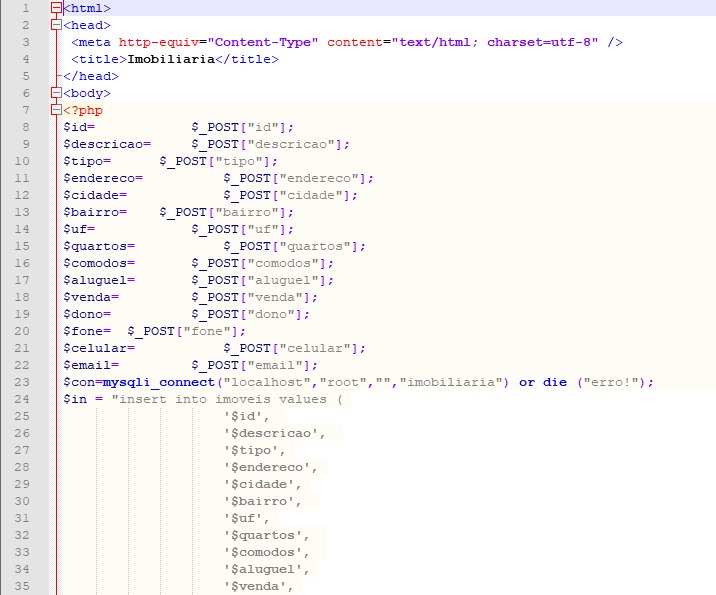 1 <html>
2 <head>
3 <meta http-equiv="Content-Type" content="text/html; charset=utf-8" />
4 <title>Imobiliaria</title>
5 </head>
6 <body>
7 <?php
8 $id= $_POST["id"];
9 $descricao= $_POST["descricao"];
10 $tipo= $_POST["tipo"];
11 $endereco= $_POST["endereco"];
12 $cidade= $_POST["cidade"];
13 $bairro= $_POST["bairro"];
14 $uf= $_POST["uf"];
15 $quartos= $_POST["quartos"];
16 $comodos= $_POST["comodos"];
17 $aluguel= $_POST["aluguel"];
18 $venda= $_POST["venda"];
19 $dono= $_POST["dono"];
20 $fone= $_POST["fone"];
21 $celular= $_POST["celular"];
22 $email= $_POST["email"];
23 $con=mysqli_connect("localhost","root","","imobiliaria") or die ("erro!");
24 $in = "insert into imoveis values (
25 '$id',
26 '$descricao',
27 '$tipo',
28 '$endereco',
29 '$cidade',
30 '$bairro',
31 '$uf',
32 '$quartos',
33 '$comodos',
34 '$aluguel',
35 '$venda',